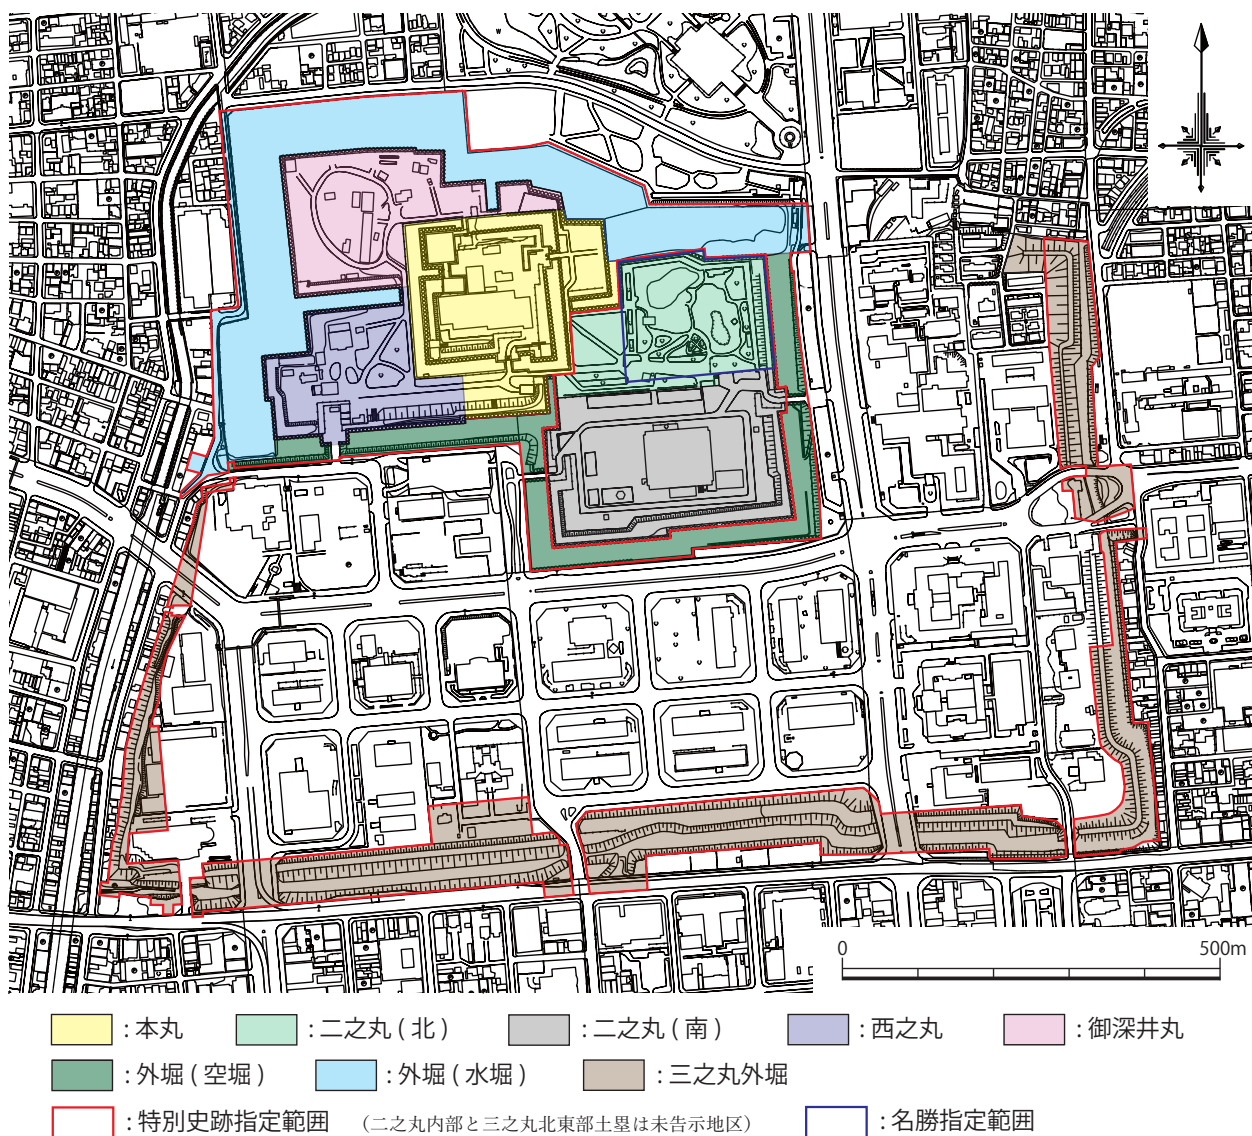 0 500m
: 本丸 : 二之丸 ( 北 ) : 二之丸 ( 南 ) : 西之丸 : 御深井丸
: 外堀 ( 空堀 ) : 外堀 ( 水堀 ) : 三之丸外堀
: 特別史跡指定範囲 (二之丸内部と三之丸北東部土塁は未告示地区) : 名勝指定範囲